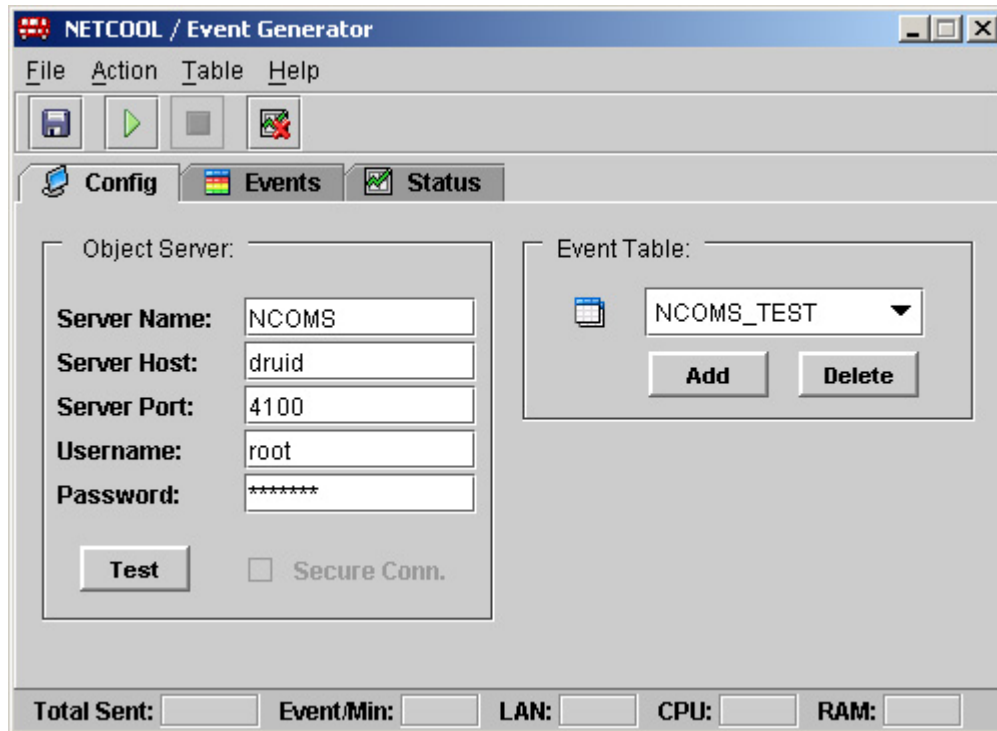 NETCOOL / Event Generator
File Action Table Help
Config Events Status
Object Server:
Server Name: NCOMS
Server Host: druid
Server Port: 4100
Username: root
Password: *******
Test Secure Conn.
Event Table:
NCOMS_TEST
Add Delete
Total Sent: Event/Min: LAN: CPU: RAM: